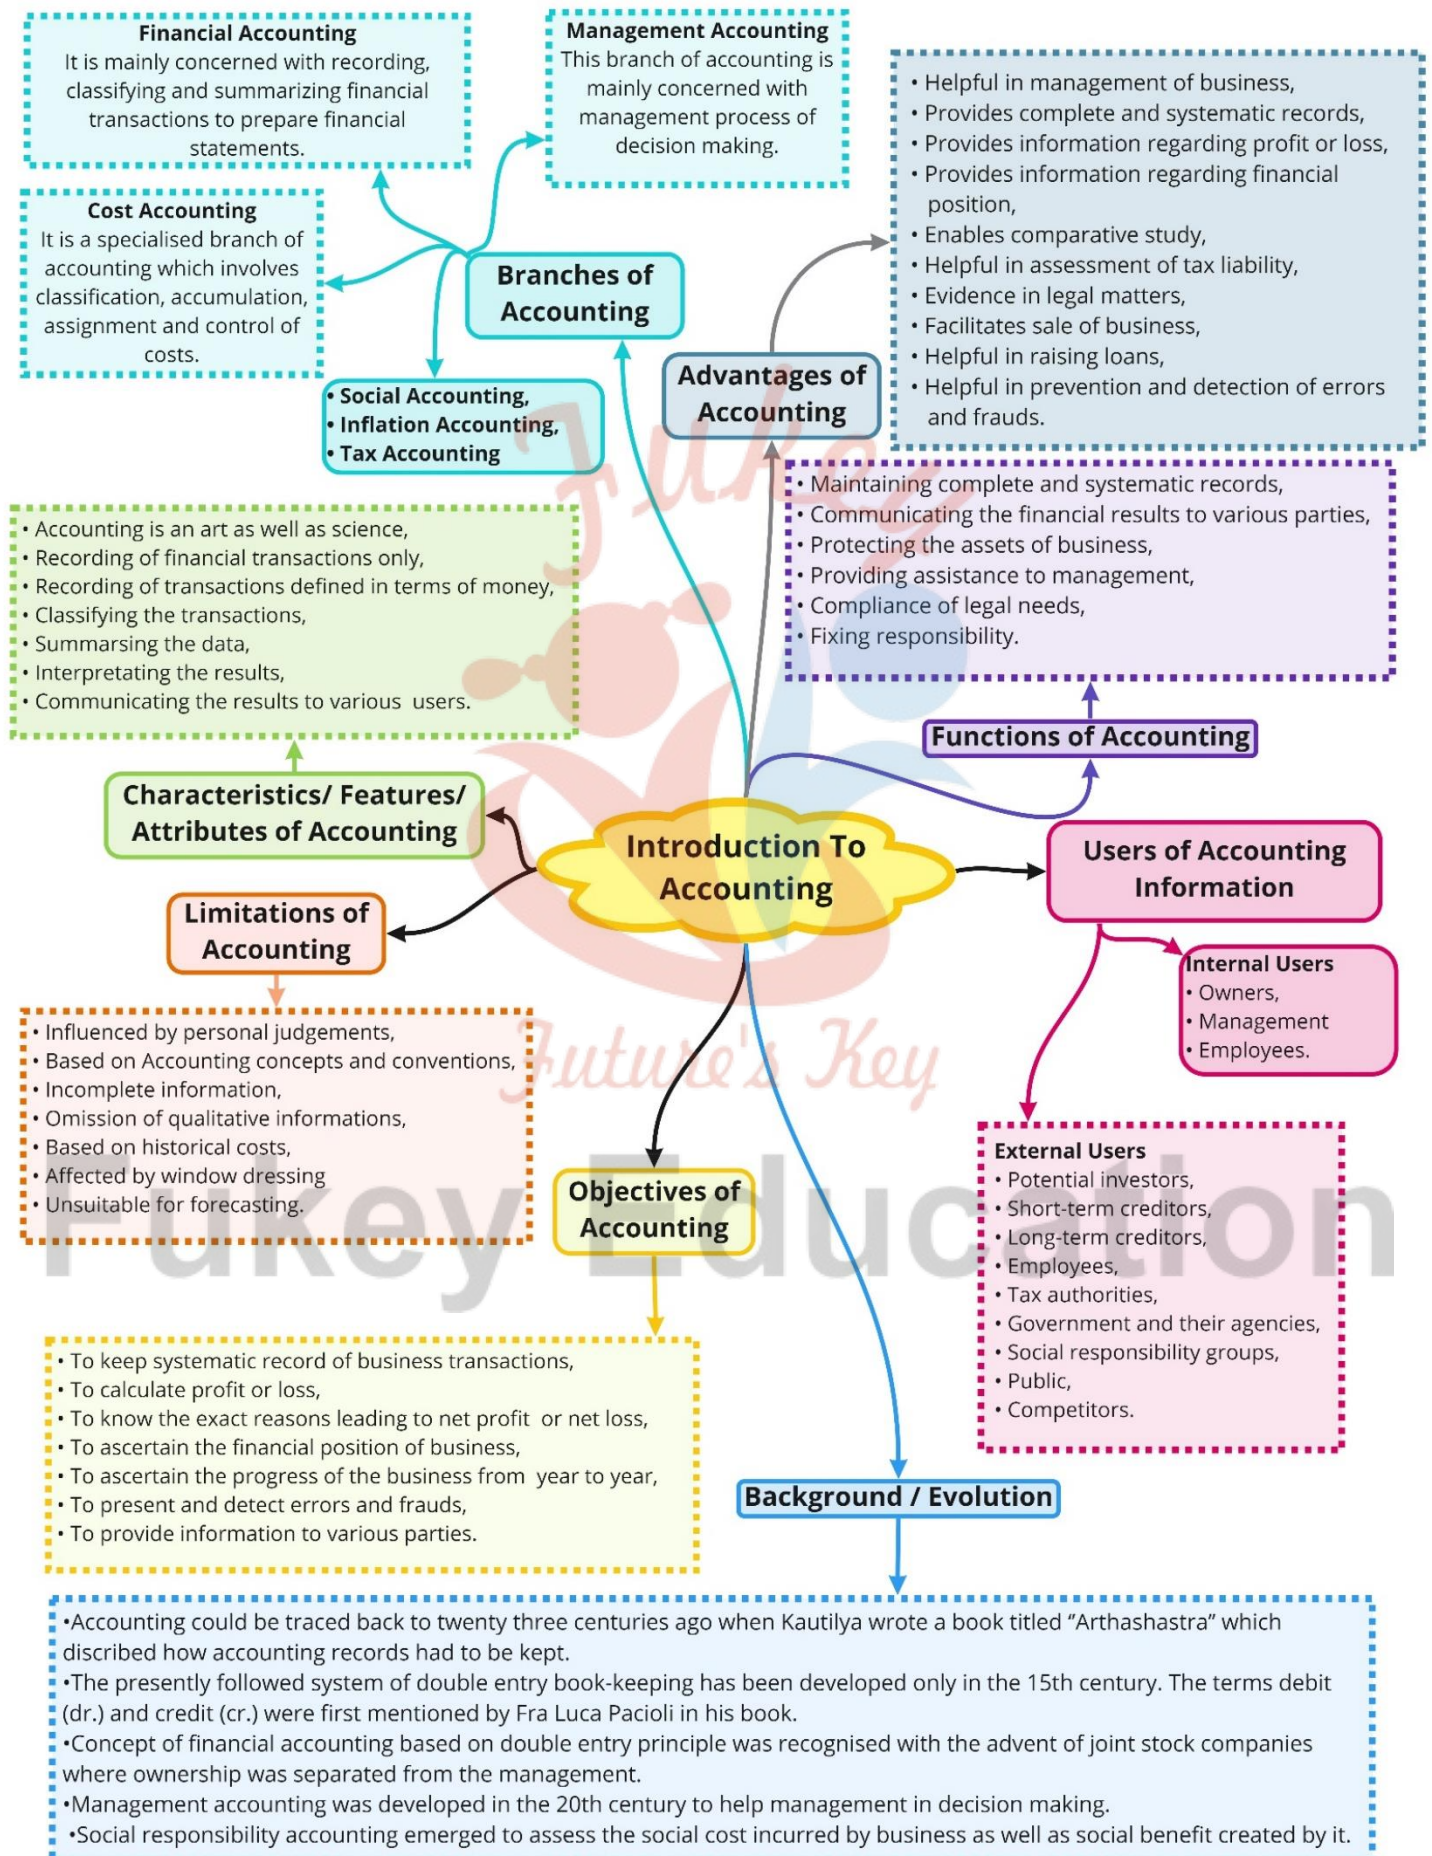 Financial Accounting
It is mainly concerned with recording,
classifying and summarizing financial
transactions to prepare financial
statements.
Management Accounting
This branch of accounting is
mainly concerned with
management process of
decision making.
Cost Accounting
It is a specialised branch of
accounting which involves
classification, accumulation,
assignment and control of
costs.
Branches of
Accounting
• Social Accounting,
• Inflation Accounting,
• Tax Accounting
• Helpful in management of business,
• Provides complete and systematic records,
• Provides information regarding profit or loss,
• Provides information regarding financial
position,
• Enables comparative study,
• Helpful in assessment of tax liability,
• Evidence in legal matters,
• Facilitates sale of business,
• Helpful in raising loans,
• Helpful in prevention and detection of errors
and frauds.
Advantages of
Accounting
• Maintaining complete and systematic records,
• Communicating the financial results to various parties,
• Protecting the assets of business,
• Providing assistance to management,
• Compliance of legal needs,
• Fixing responsibility.
Functions of Accounting
• Accounting is an art as well as science,
• Recording of financial transactions only,
• Recording of transactions defined in terms of money,
• Classifying the transactions,
• Summarsing the data,
• Interpretating the results,
• Communicating the results to various users.
Characteristics/ Features/
Attributes of Accounting
Introduction To
Accounting
Users of Accounting
Information
Internal Users
• Owners,
• Management
• Employees.
Limitations of
Accounting
• Influenced by personal judgements,
• Based on Accounting concepts and conventions,
• Incomplete information,
• Omission of qualitative informations,
• Based on historical costs,
• Affected by window dressing
• Unsuitable for forecasting.
External Users
• Potential investors,
• Short-term creditors,
• Long-term creditors,
• Employees,
• Tax authorities,
• Government and their agencies,
• Social responsibility groups,
• Public,
• Competitors.
Objectives of
Accounting
• To keep systematic record of business transactions,
• To calculate profit or loss,
• To know the exact reasons leading to net profit or net loss,
• To ascertain the financial position of business,
• To ascertain the progress of the business from year to year,
• To present and detect errors and frauds,
• To provide information to various parties.
Background / Evolution
•Accounting could be traced back to twenty three centuries ago when Kautilya wrote a book titled “Arthashastra” which
discribed how accounting records had to be kept.
•The presently followed system of double entry book-keeping has been developed only in the 15th century. The terms debit
(dr.) and credit (cr.) were first mentioned by Fra Luca Pacioli in his book.
•Concept of financial accounting based on double entry principle was recognised with the advent of joint stock companies
where ownership was separated from the management.
•Management accounting was developed in the 20th century to help management in decision making.
•Social responsibility accounting emerged to assess the social cost incurred by business as well as social benefit created by it.
Fukey
Future's Key
Fukey Education